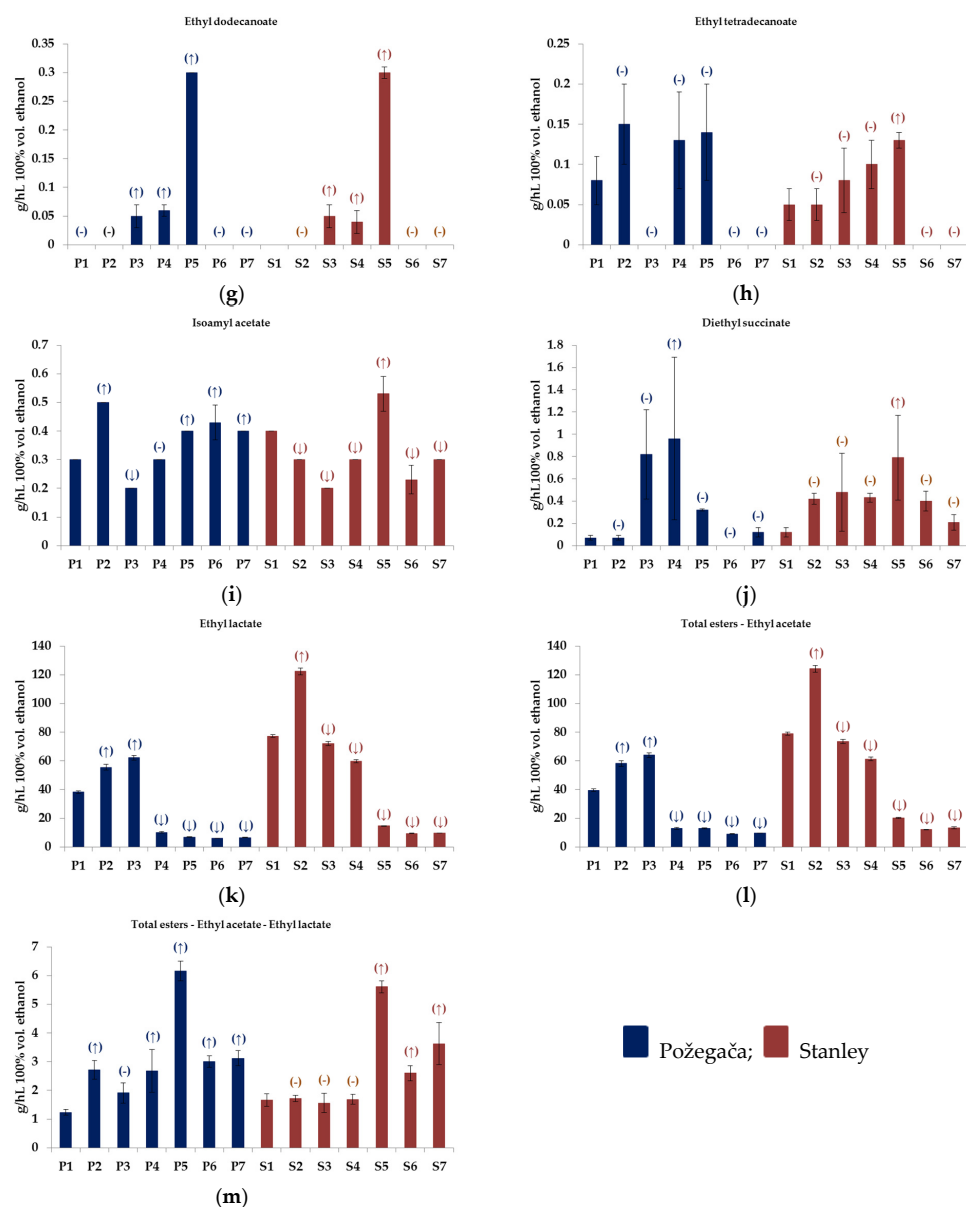 Ethyl dodecanoate
g/hL 100% vol. ethanol
0.35
0.3
0.25
0.2
0.15
0.1
0.05
0
(-) (-) (↑) (↑) (↑) (-) (-) (-) (↑) (↑) (↑) (-) (-)
P1 P2 P3 P4 P5 P6 P7 S1 S2 S3 S4 S5 S6 S7
(g)
Ethyl tetradecanoate
g/hL 100% vol. ethanol
0.25
0.2
0.15
0.1
0.05
0
(-) (-) (-) (-) (-) (-) (-) (-) (-) (↑) (-) (-)
P1 P2 P3 P4 P5 P6 P7 S1 S2 S3 S4 S5 S6 S7
(h)
Isoamyl acetate
g/hL 100% vol. ethanol
0.7
0.6
0.5
0.4
0.3
0.2
0.1
0
(↑) (↓) (-) (↑) (↑) (↑) (↓) (↓) (↓) (↑) (↓) (↓)
P1 P2 P3 P4 P5 P6 P7 S1 S2 S3 S4 S5 S6 S7
(i)
Diethyl succinate
g/hL100% vol. ethanol
1.8
1.6
1.4
1.2
1
0.8
0.6
0.4
0.2
0
(-) (-) (↑) (-) (-) (-) (-) (-) (-) (↑) (-) (-)
P1 P2 P3 P4 P5 P6 P7 S1 S2 S3 S4 S5 S6 S7
(j)
Ethyl lactate
g/hL 100% vol. ethanol
140
120
100
80
60
40
20
0
(↑) (↑) (↓) (↓) (↓) (↓) (↑) (↓) (↓) (↓) (↓) (↓)
P1 P2 P3 P4 P5 P6 P7 S1 S2 S3 S4 S5 S6 S7
(k)
Total esters - Ethyl acetate
g/hL 100% vol. ethanol
140
120
100
80
60
40
20
0
(↑) (↑) (↓) (↓) (↓) (↓) (↑) (↓) (↓) (↓) (↓) (↓)
P1 P2 P3 P4 P5 P6 P7 S1 S2 S3 S4 S5 S6 S7
(l)
Total esters - Ethyl acetate - Ethyl lactate
g/hL 100% vol. ethanol
7
6
5
4
3
2
1
0
(↑) (-) (↑) (↑) (↑) (↑) (-) (-) (-) (↑) (↑) (↑)
P1 P2 P3 P4 P5 P6 P7 S1 S2 S3 S4 S5 S6 S7
(m)
Požegača; Stanley